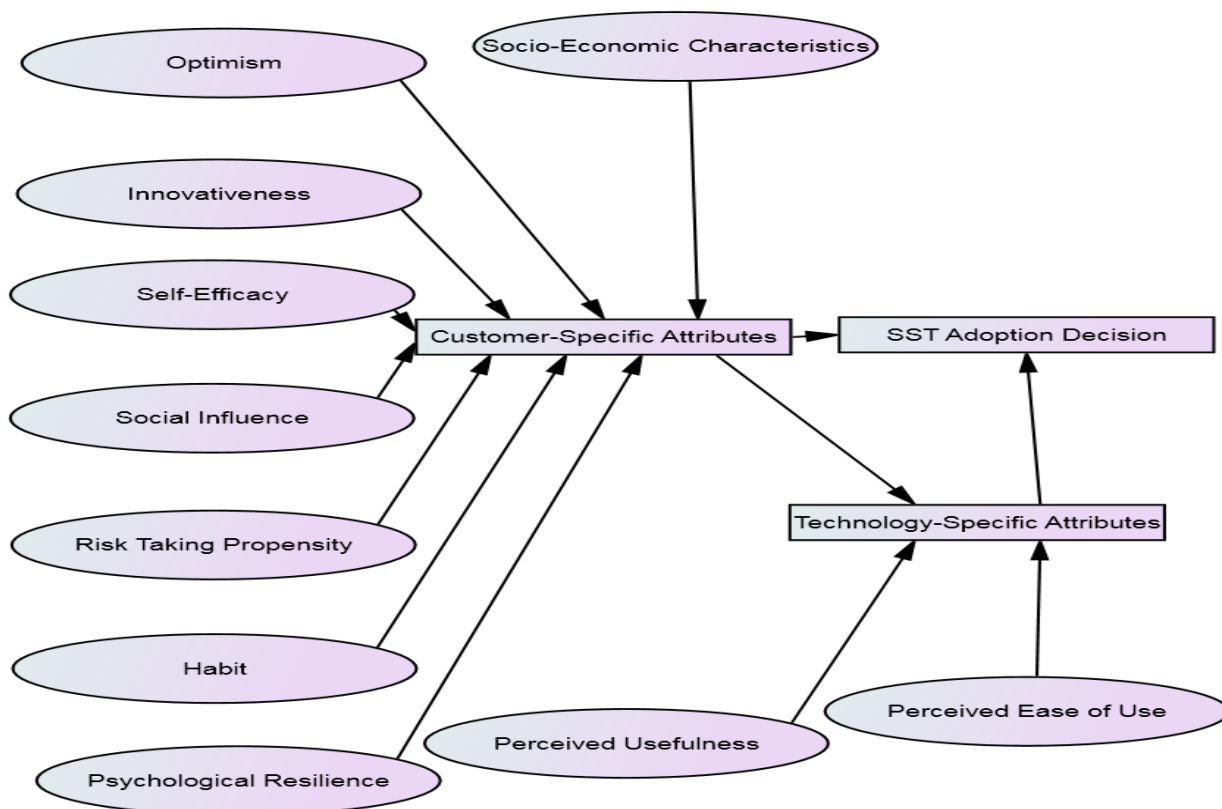 Socio-Economic Characteristics
Optimism
Innovativeness
Self-Efficacy
Customer-Specific Attributes
SST Adoption Decision
Social Influence
Technology-Specific Attributes
Risk Taking Propensity
Habit
Perceived Ease of Use
Perceived Usefulness
Psychological Resilience